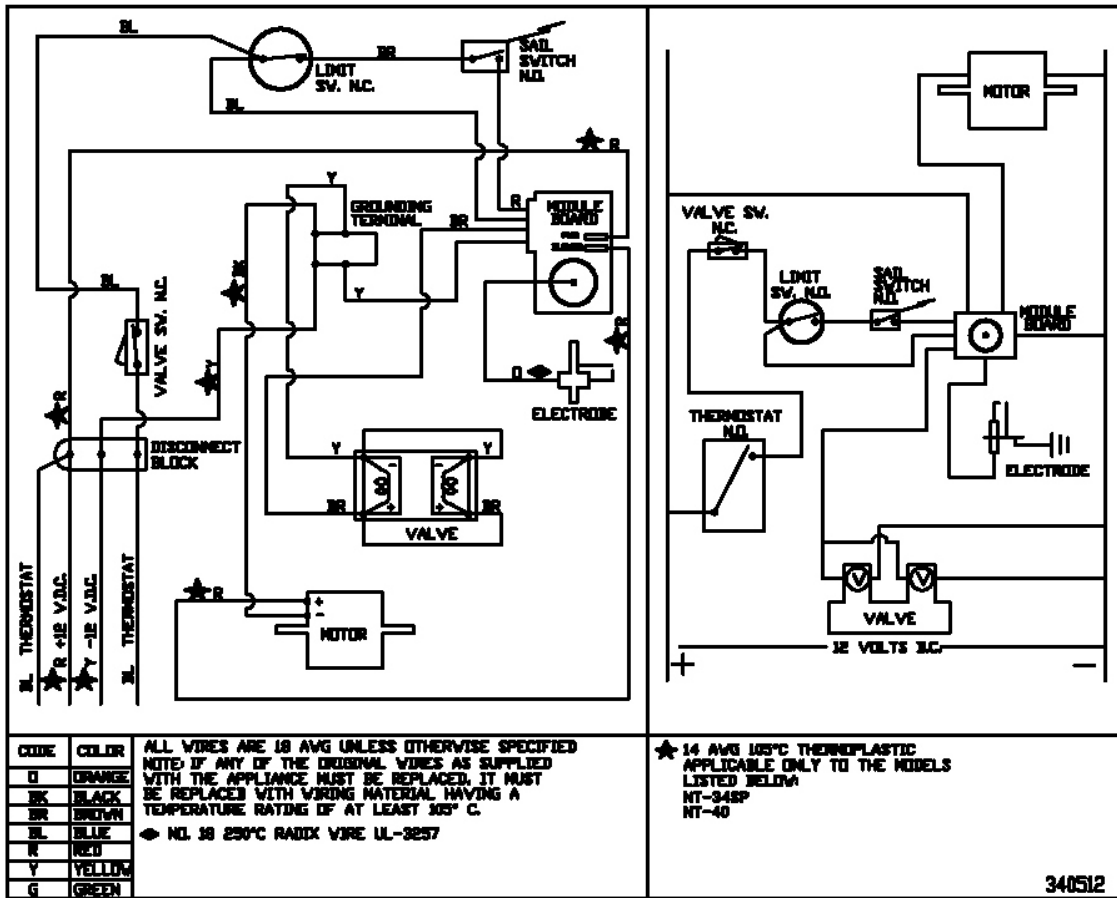 BL
LIMIT
SW. N.C.
BR
SAIL
SWITCH
N.O.
BL
R
Y
GROUNDING
TERMINAL
BR
R
MODULE
BOARD
BK
Y
R
BL
VALVE SW. N.C.
Y
R
O
ELECTRODE
DISCONNECT
BLOCK
Y
Y
GO
GO
- -
+ +
BR
BR
VALVE
R
+
-
MOTOR
BL THERMOSTAT
R +12 V.D.C.
Y -12 V.D.C.
BL THERMOSTAT
MOTOR
VALVE SW.
N.C.
LIMIT
SW. N.O.
SAIL
SWITCH
N.O.
MODULE
BOARD
THERMOSTAT
N.O.
ELECTRODE
V
V
VALVE
12 VOLTS D.C.
+
-
CODE COLOR
O ORANGE
BK BLACK
BR BROWN
BL BLUE
R RED
Y YELLOW
G GREEN
ALL WIRES ARE 18 AWG UNLESS OTHERWISE SPECIFIED
NOTE: IF ANY OF THE ORIGINAL WIRES AS SUPPLIED
WITH THE APPLIANCE MUST BE REPLACED, IT MUST
BE REPLACED WITH WIRING MATERIAL HAVING A
TEMPERATURE RATING OF AT LEAST 105° C.
NO. 18 250°C RADIX WIRE UL-3257
14 AWG 105°C THERMOPLASTIC
APPLICABLE ONLY TO THE MODELS
LISTED BELOW:
NT-34SP
NT-40
340512